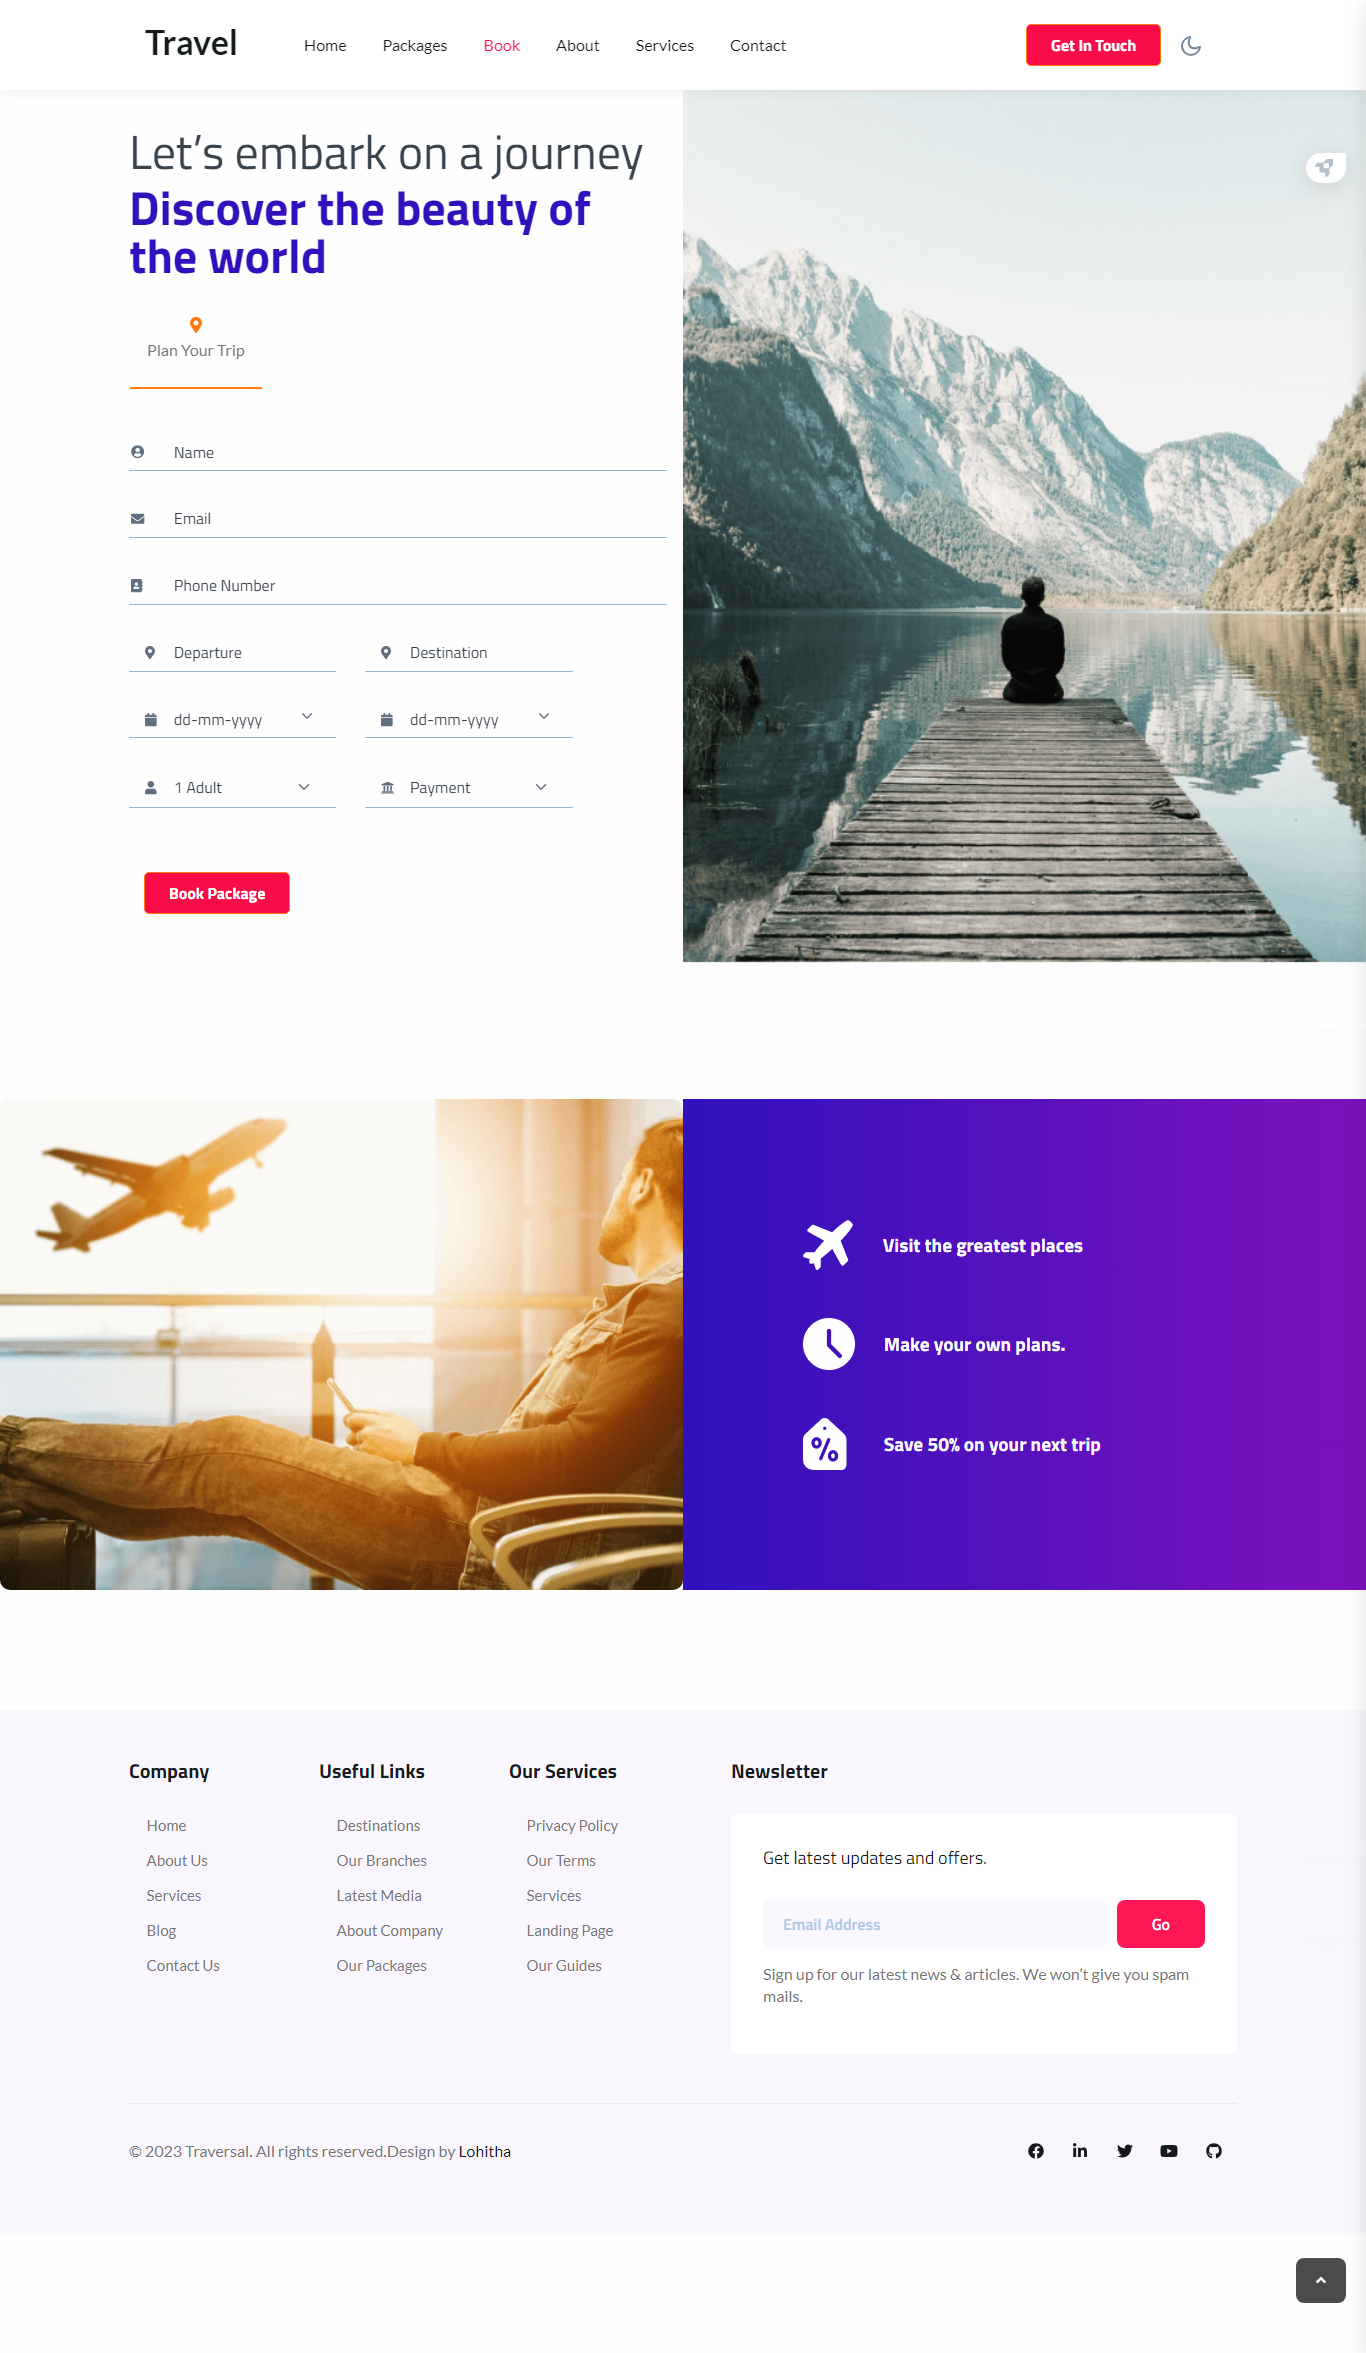 Travel
Home
Packages
Book
About
Services
Contact
Get In Touch
Let’s embark on a journey
Discover the beauty of
the world
Plan Your Trip
Name
Email
Phone Number
Departure
Destination
dd-mm-yyyy
dd-mm-yyyy
1 Adult
Payment
Book Package
Visit the greatest places
Make your own plans.
Save 50% on your next trip
Company
Home
About Us
Services
Blog
Contact Us
Useful Links
Destinations
Our Branches
Latest Media
About Company
Our Packages
Our Services
Privacy Policy
Our Terms
Services
Landing Page
Our Guides
Newsletter
Get latest updates and offers.
Email Address
Go
Sign up for our latest news & articles. We won’t give you spam
mails.
© 2023 Traversal. All rights reserved.Design by Lohitha